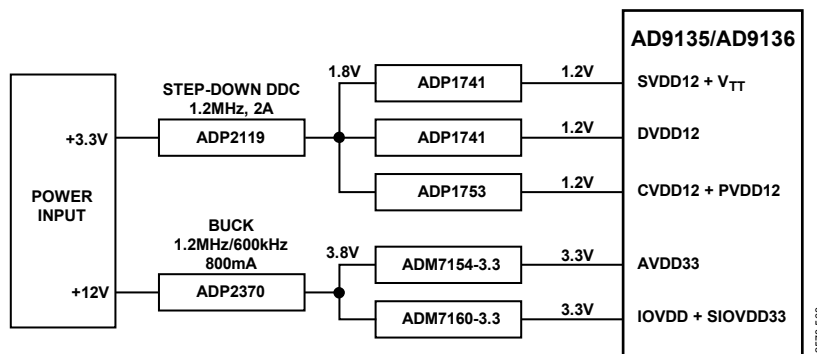 AD9135/AD9136
POWER
INPUT
+3.3V
+12V
STEP-DOWN DDC
1.2MHz, 2A
ADP2119
1.8V
ADP1741
1.2V
SVDD12 + VTT
ADP1741
1.2V
DVDD12
ADP1753
1.2V
CVDD12 + PVDD12
BUCK
1.2MHz/600kHz
800mA
ADP2370
3.8V
ADM7154-3.3
3.3V
AVDD33
ADM7160-3.3
3.3V
IOVDD + SIOVDD33